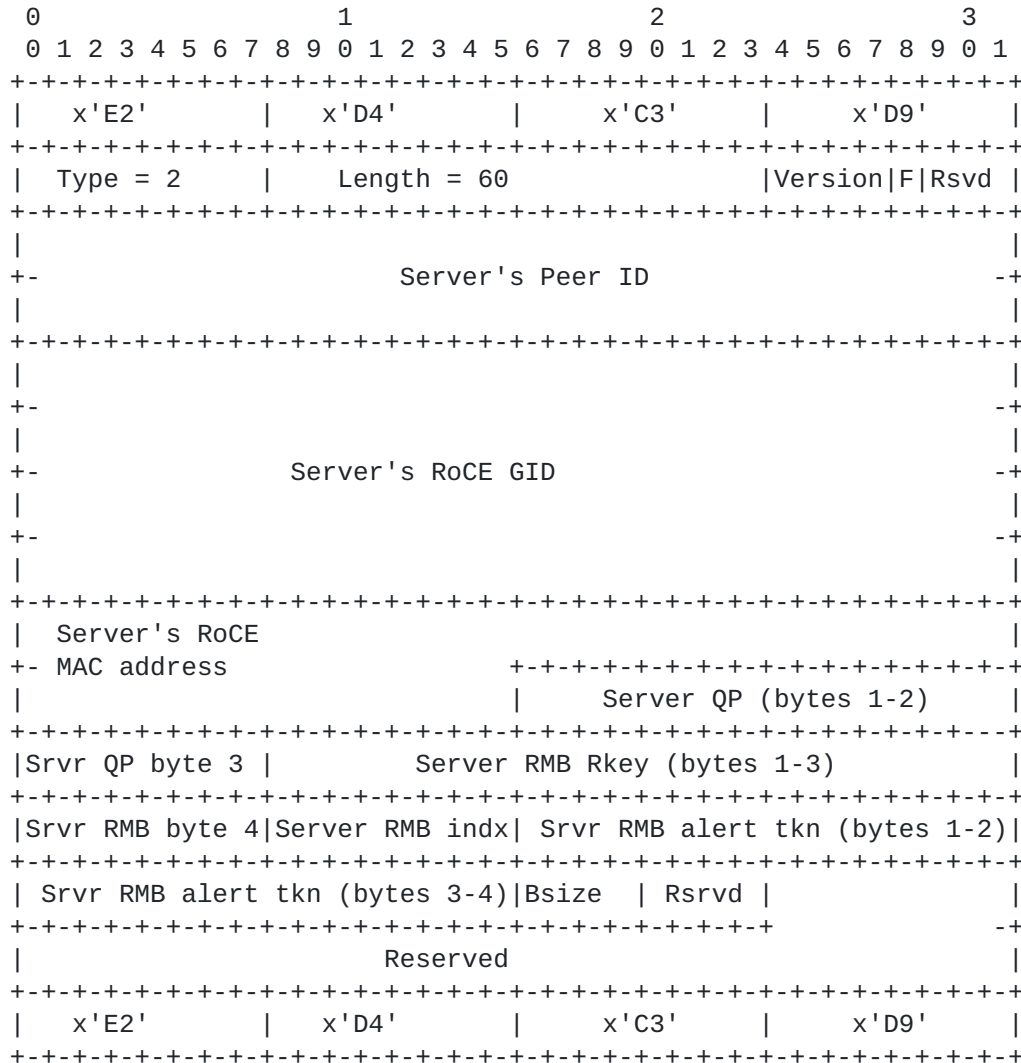 0                   1                   2                   3
 0 1 2 3 4 5 6 7 8 9 0 1 2 3 4 5 6 7 8 9 0 1 2 3 4 5 6 7 8 9 0 1
+-+-+-+-+-+-+-+-+-+-+-+-+-+-+-+-+-+-+-+-+-+-+-+-+-+-+-+-+-+-+-+-+
|   x'E2'       |   x'D4'       |     x'C3'     |     x'D9'     |
+-+-+-+-+-+-+-+-+-+-+-+-+-+-+-+-+-+-+-+-+-+-+-+-+-+-+-+-+-+-+-+-+
|  Type = 2     |    Length = 60                |Version|F|Rsvd |
+-+-+-+-+-+-+-+-+-+-+-+-+-+-+-+-+-+-+-+-+-+-+-+-+-+-+-+-+-+-+-+-+
|                                                               |
+-                       Server's Peer ID                      -+
|                                                               |
+-+-+-+-+-+-+-+-+-+-+-+-+-+-+-+-+-+-+-+-+-+-+-+-+-+-+-+-+-+-+-+-+
|                                                               |
+-                                                             -+
|                                                               |
+-                Server's RoCE GID                            -+
|                                                               |
+-                                                             -+
|                                                               |
+-+-+-+-+-+-+-+-+-+-+-+-+-+-+-+-+-+-+-+-+-+-+-+-+-+-+-+-+-+-+-+-+
|  Server's RoCE                                                |
+- MAC address                  +-+-+-+-+-+-+-+-+-+-+-+-+-+-+-+-+
|                               |     Server QP (bytes 1-2)     |
+-+-+-+-+-+-+-+-+-+-+-+-+-+-+-+-+-+-+-+-+-+-+-+-+-+-+-+-+-+-+---+
|Srvr QP byte 3 |         Server RMB Rkey (bytes 1-3)           |
+-+-+-+-+-+-+-+-+-+-+-+-+-+-+-+-+-+-+-+-+-+-+-+-+-+-+-+-+-+-+-+-+
|Srvr RMB byte 4|Server RMB indx| Srvr RMB alert tkn (bytes 1-2)|
+-+-+-+-+-+-+-+-+-+-+-+-+-+-+-+-+-+-+-+-+-+-+-+-+-+-+-+-+-+-+-+-+
| Srvr RMB alert tkn (bytes 3-4)|Bsize  | Rsrvd |               |
+-+-+-+-+-+-+-+-+-+-+-+-+-+-+-+-+-+-+-+-+-+-+-+-+              -+
|                       Reserved                                |
+-+-+-+-+-+-+-+-+-+-+-+-+-+-+-+-+-+-+-+-+-+-+-+-+-+-+-+-+-+-+-+-+
|   x'E2'       |   x'D4'       |     x'C3'     |     x'D9'     |
+-+-+-+-+-+-+-+-+-+-+-+-+-+-+-+-+-+-+-+-+-+-+-+-+-+-+-+-+-+-+-+-+